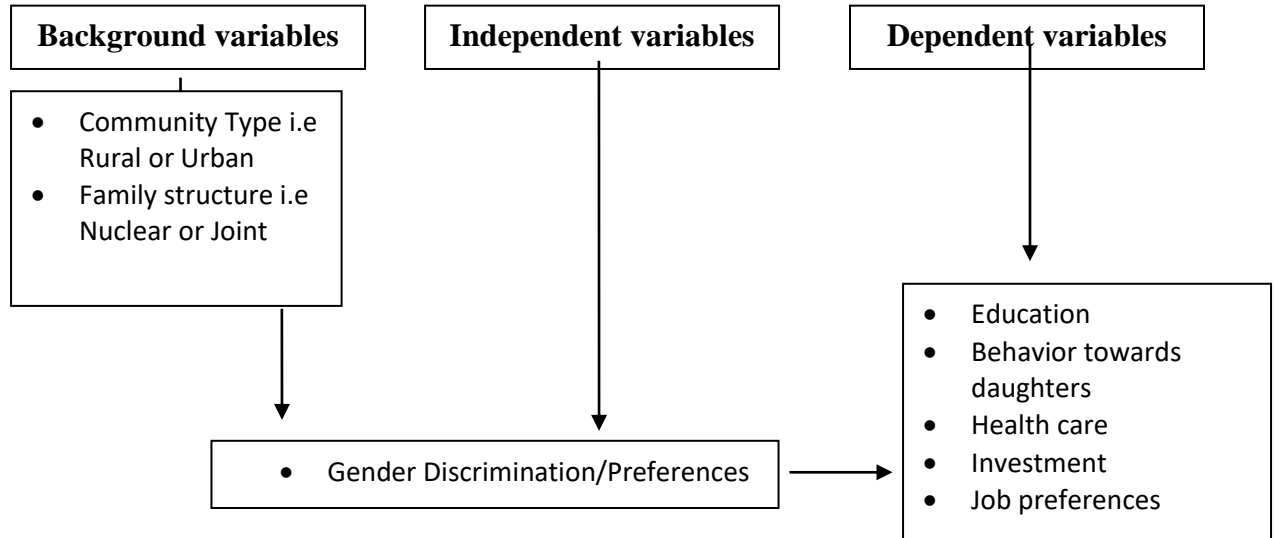 Background variables
Independent variables
Dependent variables
• Community Type i.e
Rural or Urban
• Family structure i.e
Nuclear or Joint
• Gender Discrimination/Preferences
• Education
• Behavior towards
daughters
• Health care
• Investment
• Job preferences